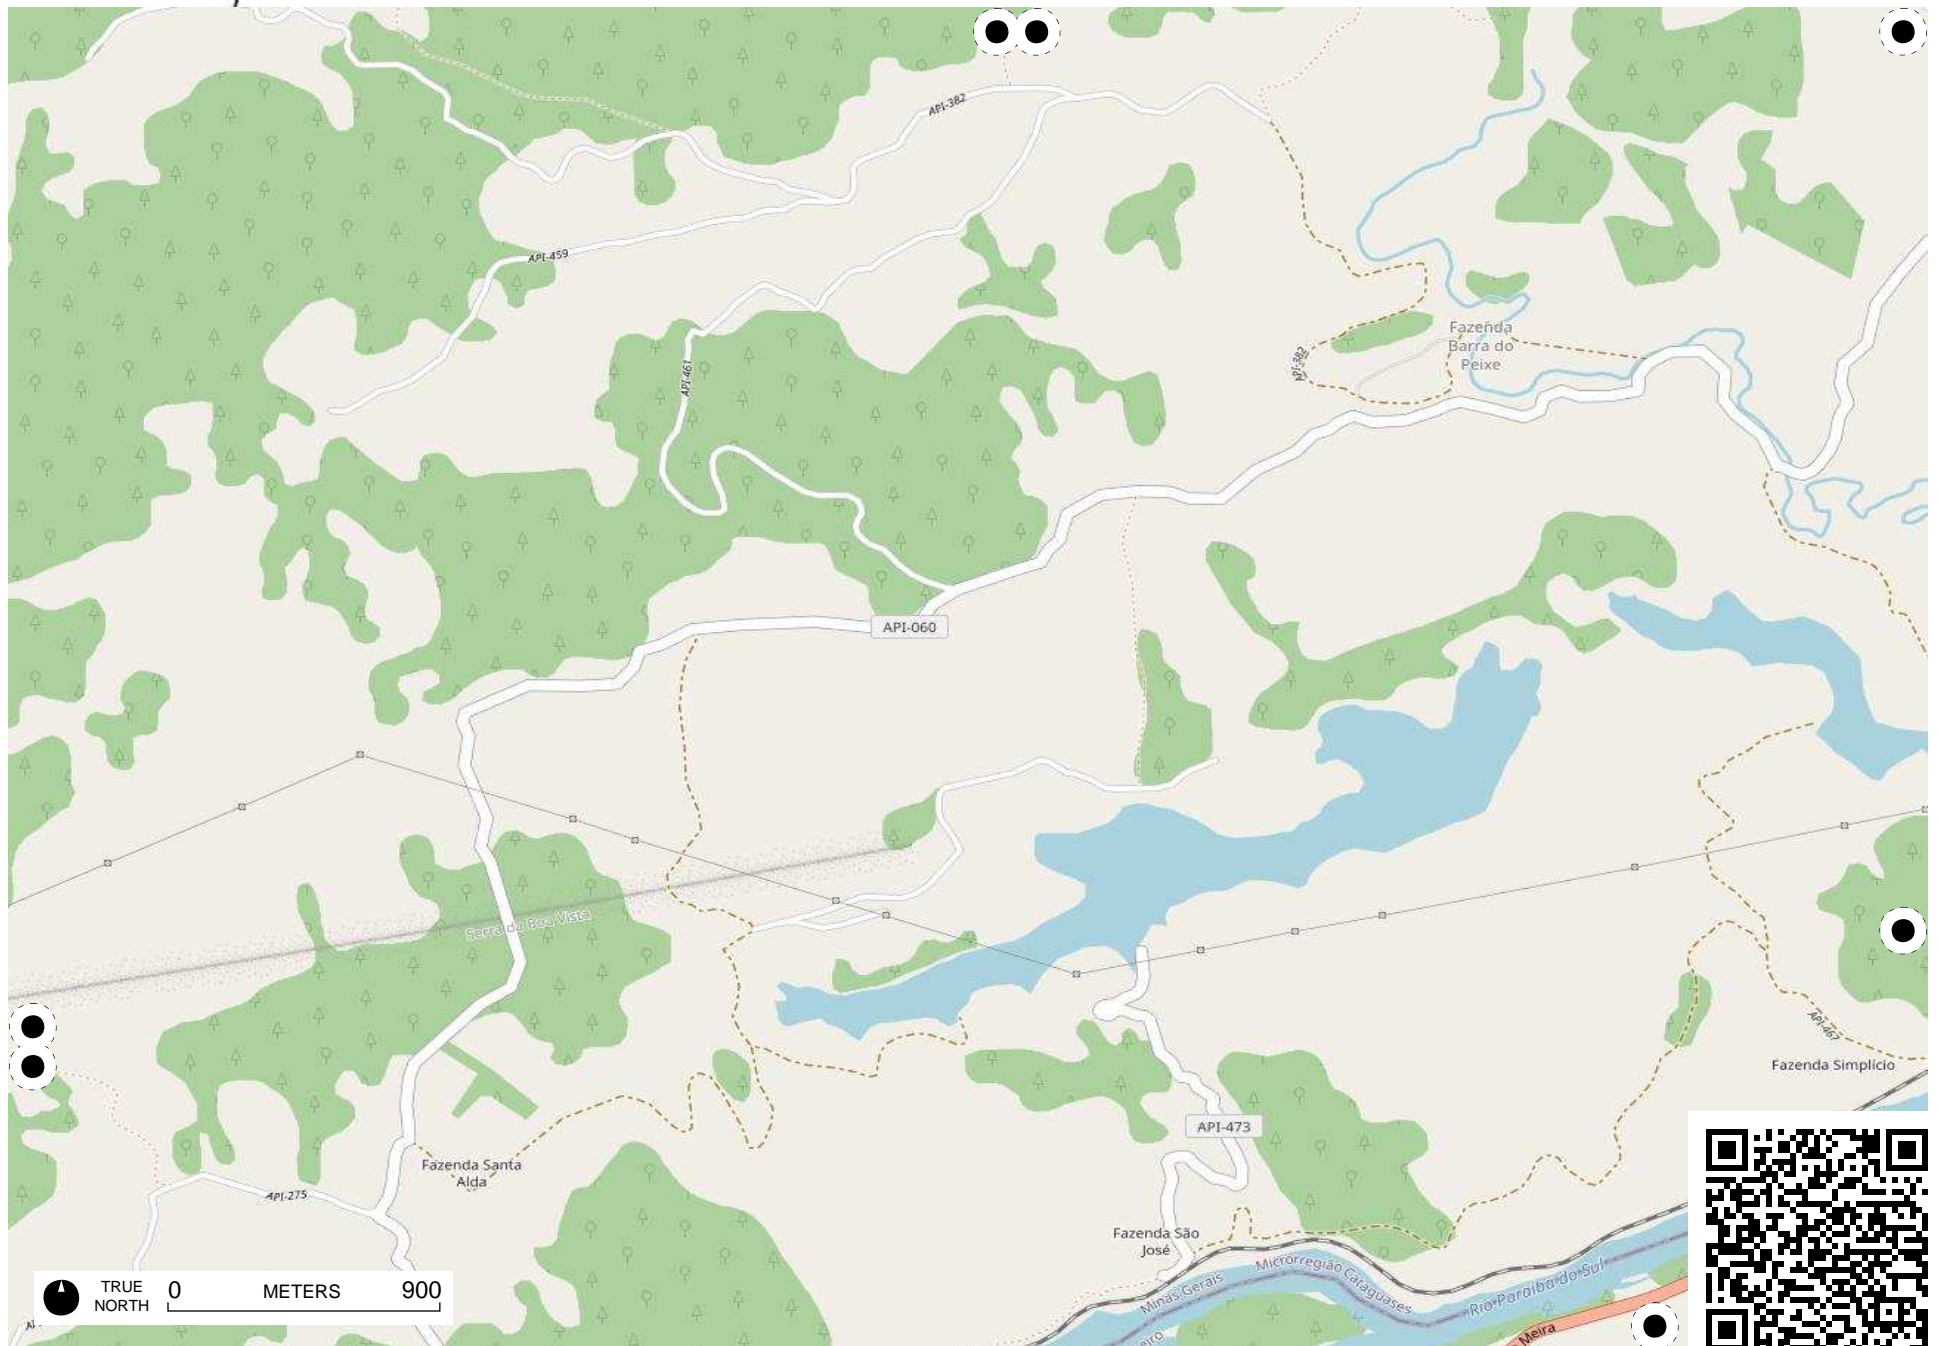 API-382
API-459
Fazenda
Barra do
Peixe
API-382
API-461
API-060
Serra da Boa Vista
API-467
Fazenda Simplício
API-473
Fazenda Santa
Alda
API-275
Fazenda São
José
Minas Gerais
Microrregião Cataguases
Rio Paraíba do Sul
Meira
TRUE
NORTH
0 METERS 900